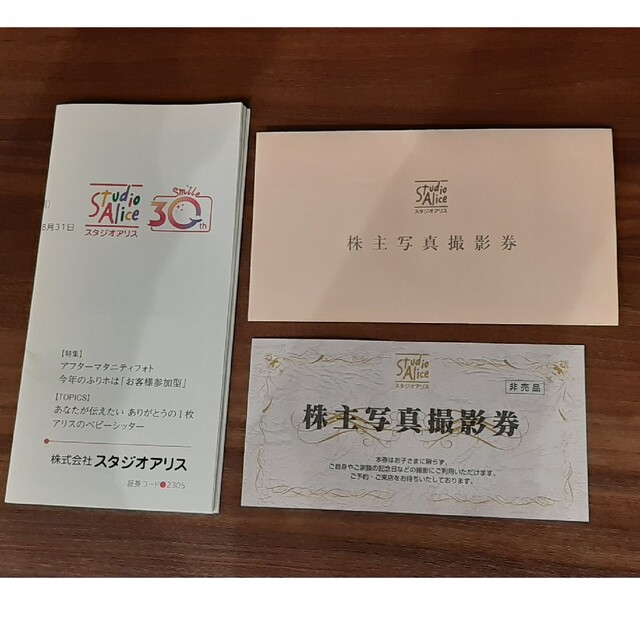 Studio
Alice
スタジオアリス
Smile
30th
8月31日
【特集】
アフターマタニティフォト
今年のふりホは「お客様参加型」
【TOPICS】
あなたが伝えたい ありがとうの1枚
アリスのベビーシッター
株式会社 スタジオアリス
証券コード●2305
Studio
Alice
スタジオアリス
株主写真撮影券
Studio
Alice
スタジオアリス
非売品
株主写真撮影券
本券はお子さまに限らず、
ご自身やご家族の記念日などの撮影にご利用いただけます。
ご予約・ご来店をお待ちいたしております。